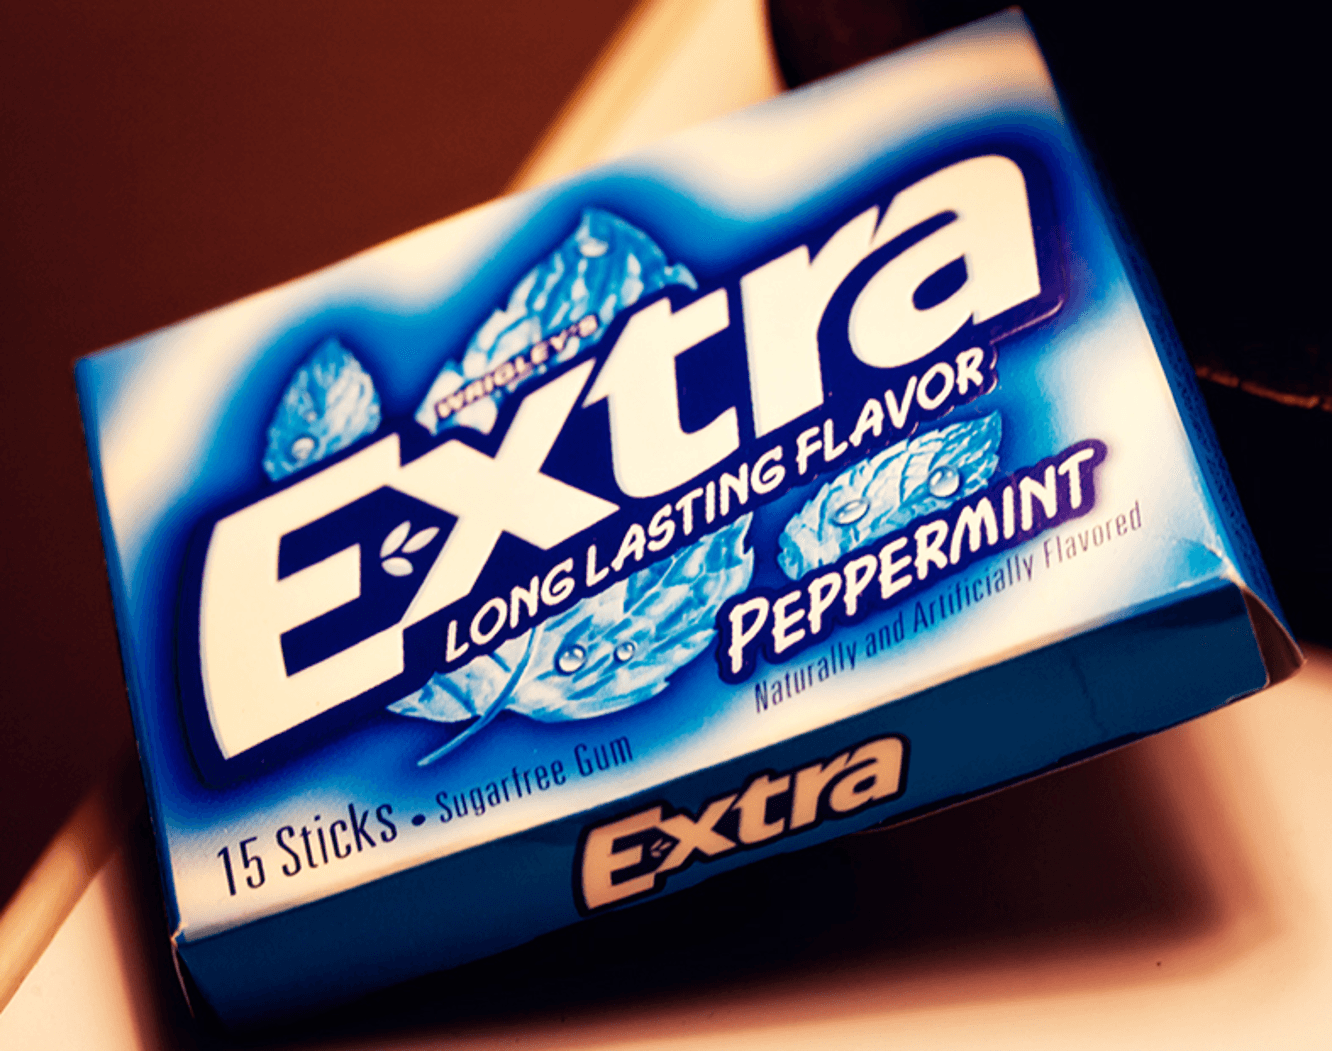 WRIGLEY'S
Extra
LONG LASTING FLAVOR
PEPPERMINT
Naturally and Artificially Flavored
15 Sticks • Sugarfree Gum
Extra